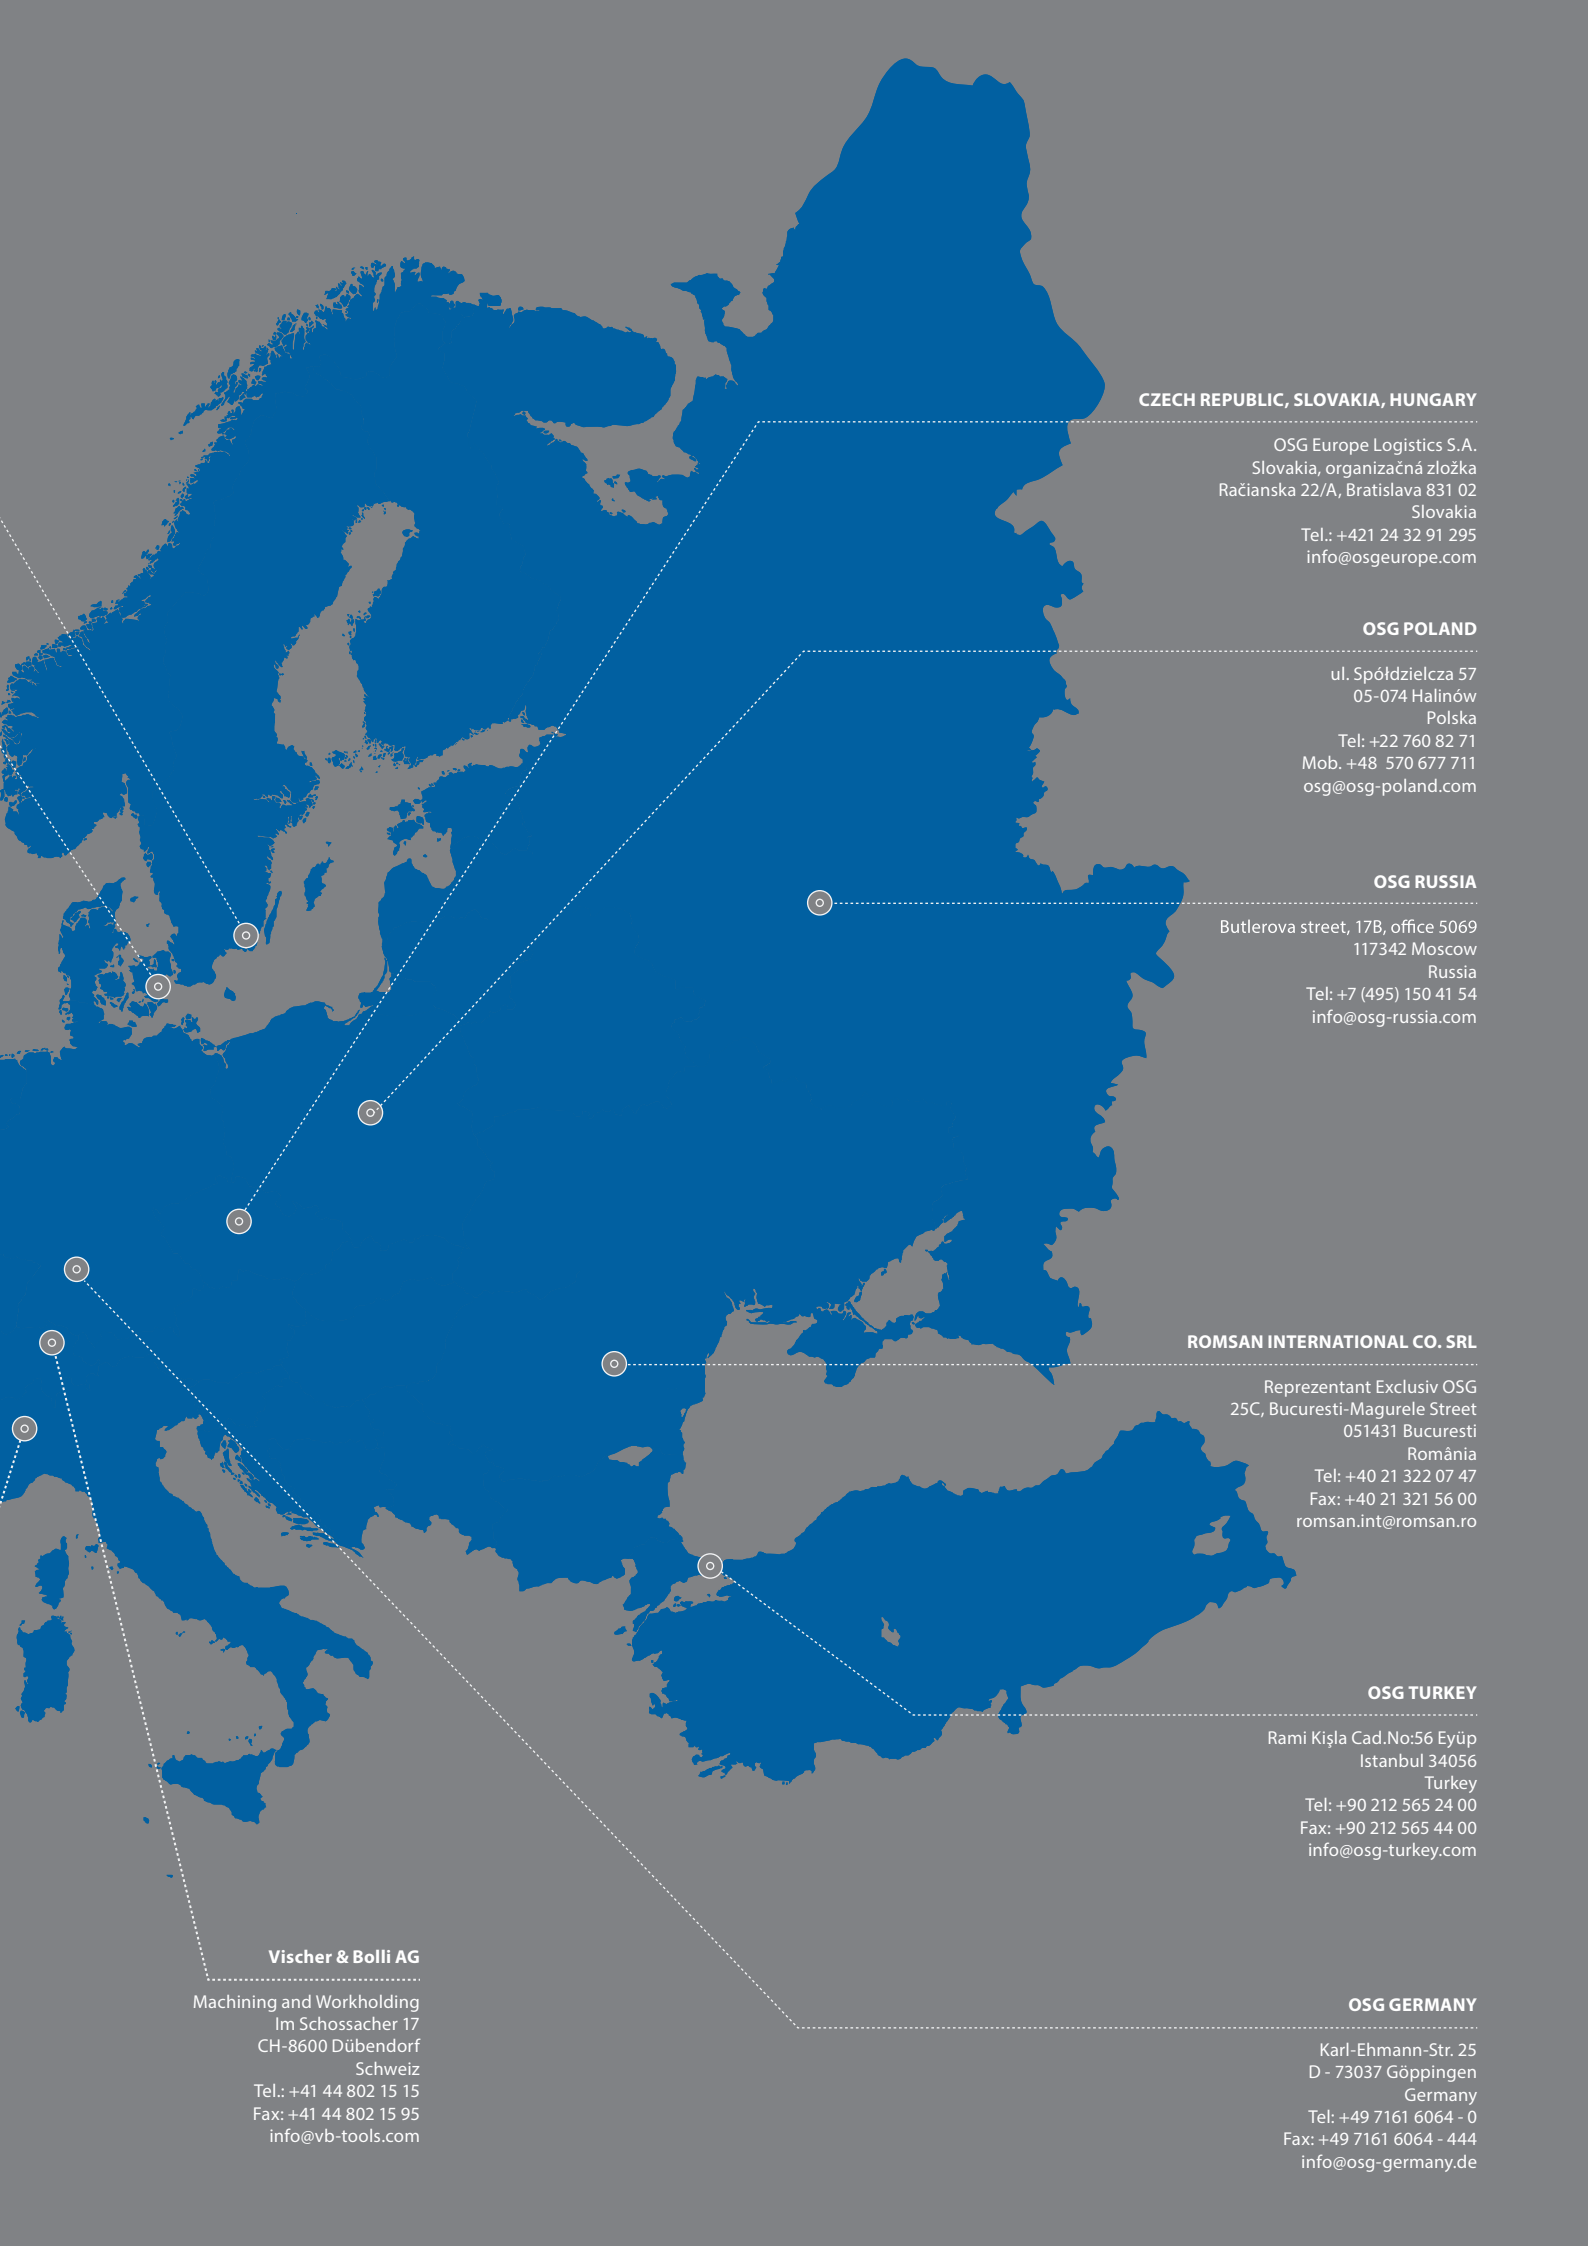 CZECH REPUBLIC, SLOVAKIA, HUNGARY
OSG Europe Logistics S.A.
Slovakia, organizačná zložka
Račianska 22/A, Bratislava 831 02
Slovakia
Tel.: +421 24 32 91 295
info@osgeurope.com
OSG POLAND
ul. Spółdzielcza 57
05-074 Halinów
Polska
Tel: +22 760 82 71
Mob. +48 570 677 711
osg@osg-poland.com
OSG RUSSIA
Butlerova street, 17B, office 5069
117342 Moscow
Russia
Tel: +7 (495) 150 41 54
info@osg-russia.com
ROMSAN INTERNATIONAL CO. SRL
Reprezentant Exclusiv OSG
25C, Bucuresti-Magurele Street
051431 Bucuresti
România
Tel: +40 21 322 07 47
Fax: +40 21 321 56 00
romsan.int@romsan.ro
OSG TURKEY
Rami Kişla Cad.No:56 Eyüp
Istanbul 34056
Turkey
Tel: +90 212 565 24 00
Fax: +90 212 565 44 00
info@osg-turkey.com
Vischer & Bolli AG
Machining and Workholding
Im Schossacher 17
CH-8600 Dübendorf
Schweiz
Tel.: +41 44 802 15 15
Fax: +41 44 802 15 95
info@vb-tools.com
OSG GERMANY
Karl-Ehmann-Str. 25
D - 73037 Göppingen
Germany
Tel: +49 7161 6064 - 0
Fax: +49 7161 6064 - 444
info@osg-germany.de